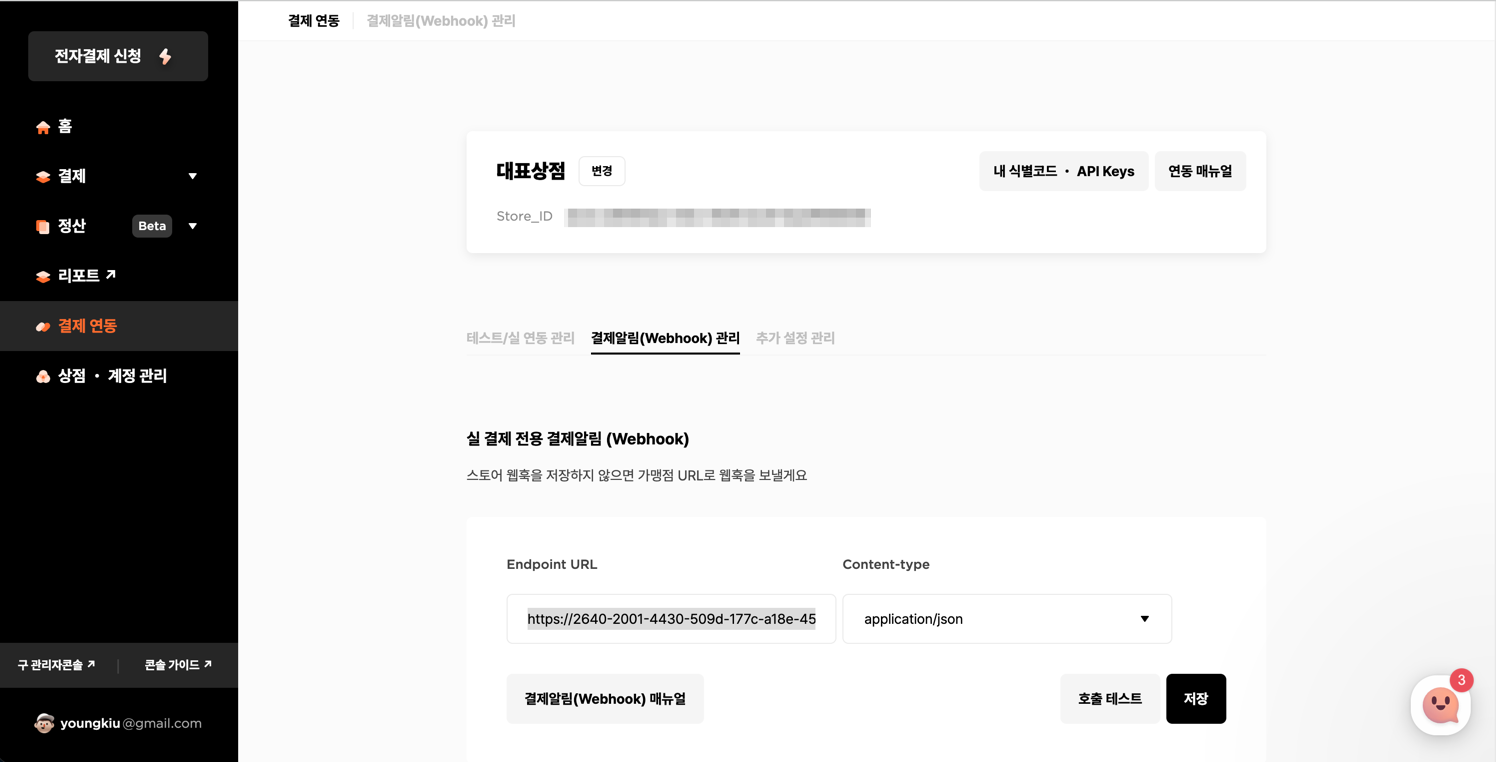 전자결제 신청
홈
결제
정산 Beta
리포트
결제 연동
상점 • 계정 관리
구 관리자콘솔 | 콘솔 가이드
youngkiu@gmail.com
결제 연동 | 결제알림(Webhook) 관리
대표상점 변경 내 식별코드 • API Keys 연동 매뉴얼
Store_ID
테스트/실 연동 관리 결제알림(Webhook) 관리 추가 설정 관리
실 결제 전용 결제알림 (Webhook)
스토어 웹훅을 저장하지 않으면 가맹점 URL로 웹훅을 보낼게요
Endpoint URL Content-type
https://2640-2001-4430-509d-177c-a18e-45 application/json
결제알림(Webhook) 매뉴얼 호출 테스트 저장
3